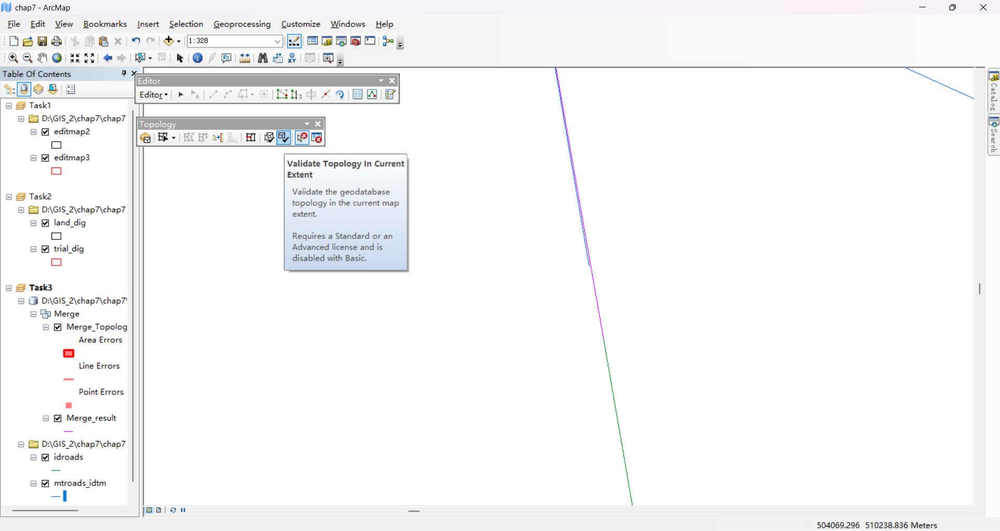 chap7 - ArcMap
File Edit View Bookmarks Insert Selection Geoprocessing Customize Windows Help
1:328
Table Of Contents
Task1
D:\GIS_2\chap7\chap7
editmap2
editmap3
Task2
D:\GIS_2\chap7\chap7
land_dig
trial_dig
Task3
D:\GIS_2\chap7\chap7\
Merge
Merge_Topolog
Area Errors
Line Errors
Point Errors
Merge_result
D:\GIS_2\chap7\chap7
idroads
mtroads_idtm
Editor
Editor
Topology
Validate Topology In Current
Extent
Validate the geodatabase
topology in the current map
extent.
Requires a Standard or an
Advanced license and is
disabled with Basic.
XY
Catalog
Search
504069.296 510238.836 Meters